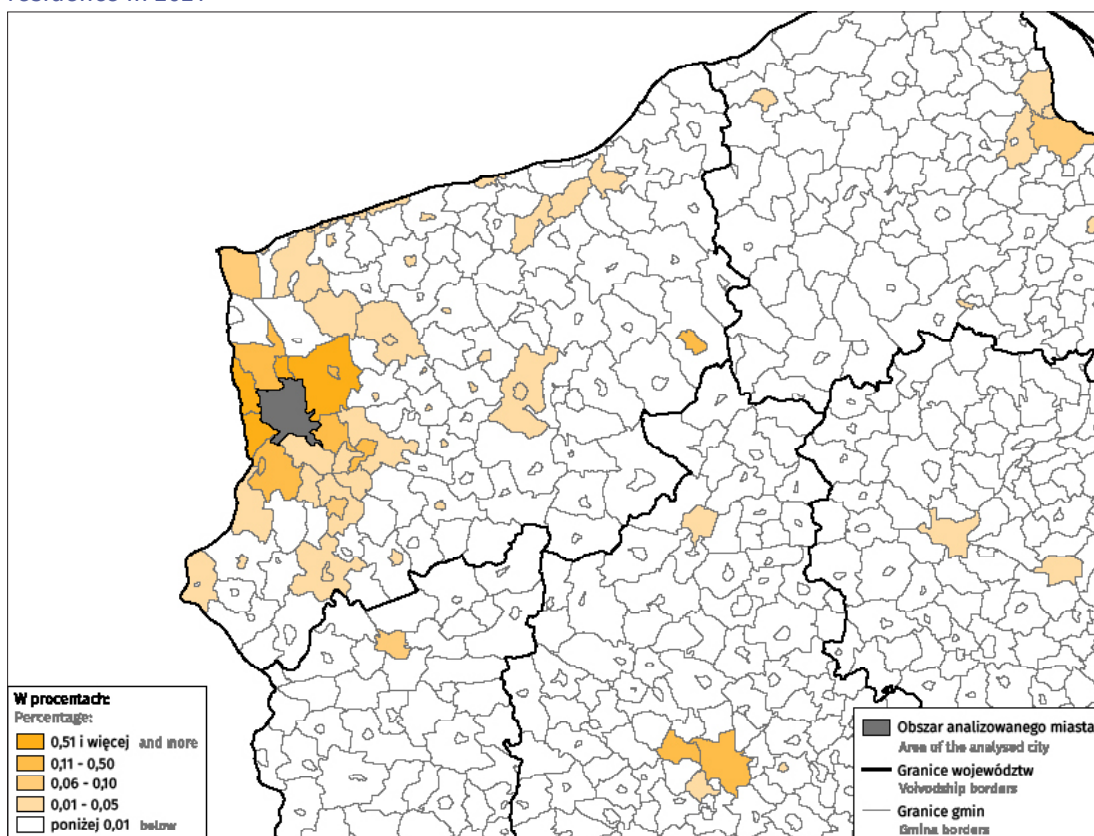 W procentach:
Percentage:
0,51 i więcej and more
0,11 - 0,50
0,06 - 0,10
0,01 - 0,05
poniżej 0,01 below
Obszar analizowanego miasta
Area of the analysed city
Granice województw
Voivodship borders
Granice gmin
Gmina borders